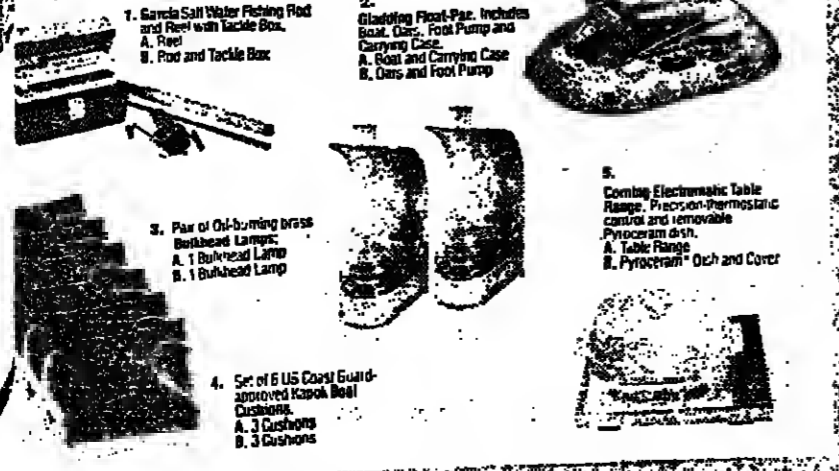 1. Garcia Salt Water Fishing Rod
and Reel with Tackle Box.
A. Reel
B. Rod and Tackle Box
2.
Gladding Float-Pac. Includes
Boat, Oars, Foot Pump and
Carrying Case.
A. Boat and Carrying Case
B. Oars and Foot Pump
3. Pair of Oil-burning brass
Bulkhead Lamps;
A. 1 Bulkhead Lamp
B. 1 Bulkhead Lamp
4. Set of 6 US Coast Guard-
approved Kapok Boat
Cushions.
A. 3 Cushions
B. 3 Cushions
5.
Corning Electromatic Table
Range. Precision-thermostatic
control and removable
Pyroceram dish.
A. Table Range
B. Pyroceram® Dish and Cover